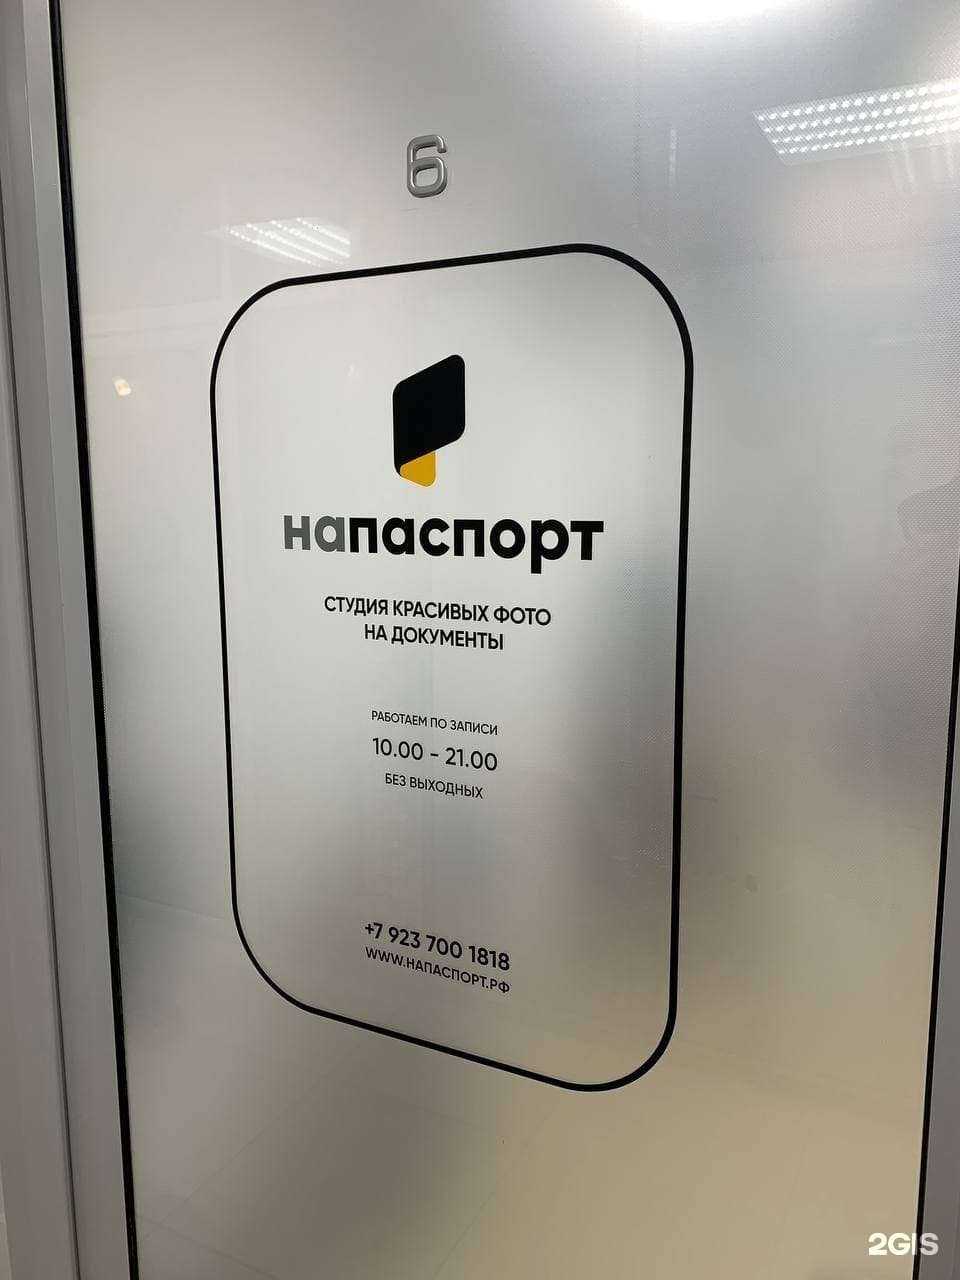 6
напаспорт
СТУДИЯ КРАСИВЫХ ФОТО
НА ДОКУМЕНТЫ
РАБОТАЕМ ПО ЗАПИСИ
10.00 - 21.00
БЕЗ ВЫХОДНЫХ
+7 923 700 1818
WWW.НАПАСПОРТ.РФ
2GIS